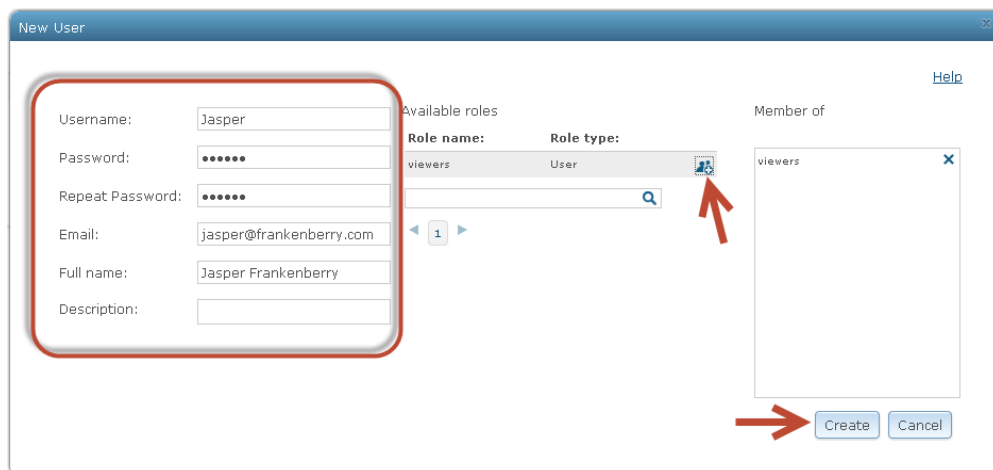 New User
Help
Username:
Jasper
Password:
••••••
Repeat Password:
••••••
Email:
jasper@frankenberry.com
Full name:
Jasper Frankenberry
Description:
Available roles
Role name:
Role type:
viewers
User
1
Member of
viewers
Create
Cancel